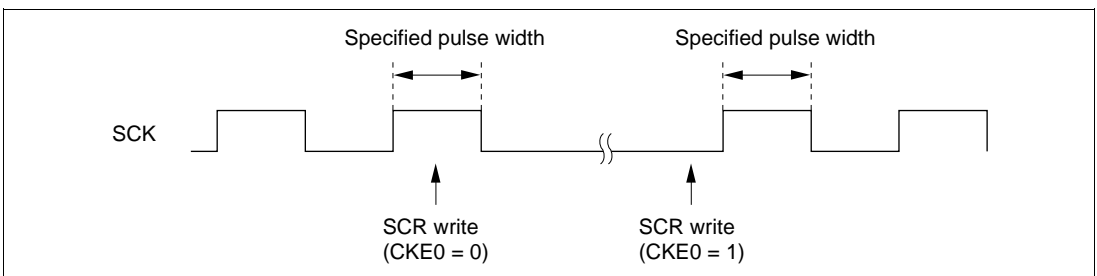 Specified pulse width
Specified pulse width
SCK
SCR write
(CKE0 = 0)
SCR write
(CKE0 = 1)